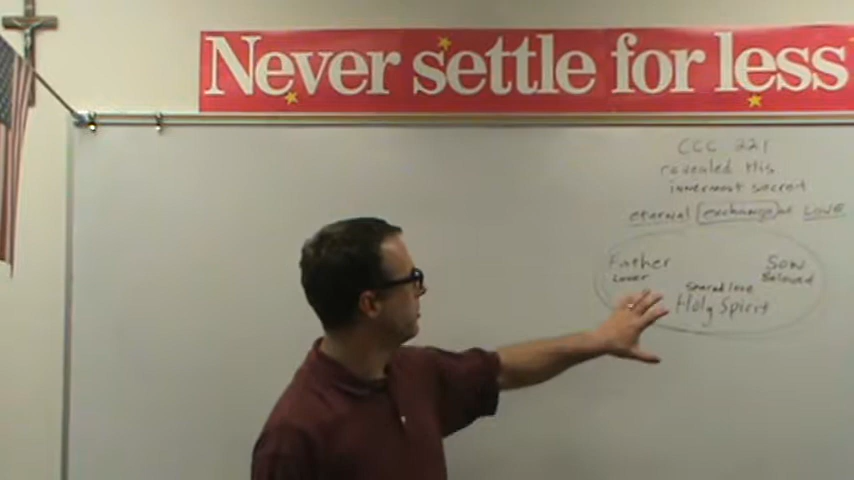 Never settle for less
CCC 221
revealed His
innermost secret
eternal exchange of LOVE
Father Son
Lover Beloved
shared love
Holy Spirit